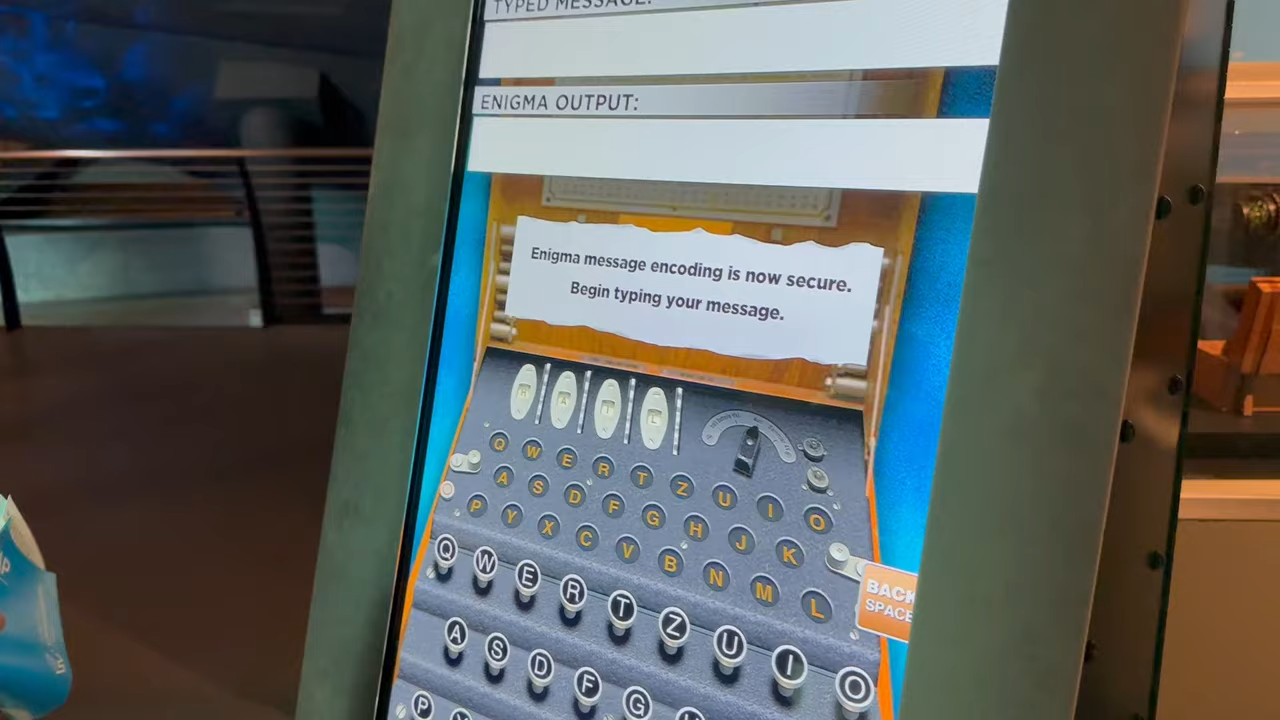 TYPED MESSAGE:
ENIGMA OUTPUT:
Enigma message encoding is now secure.
Begin typing your message.
Q W E R T Z U I O
A S D F G H J K
P Y X C V B N M L
BACK
SPACE
Q W E R T Z U I O
A S D F G
P